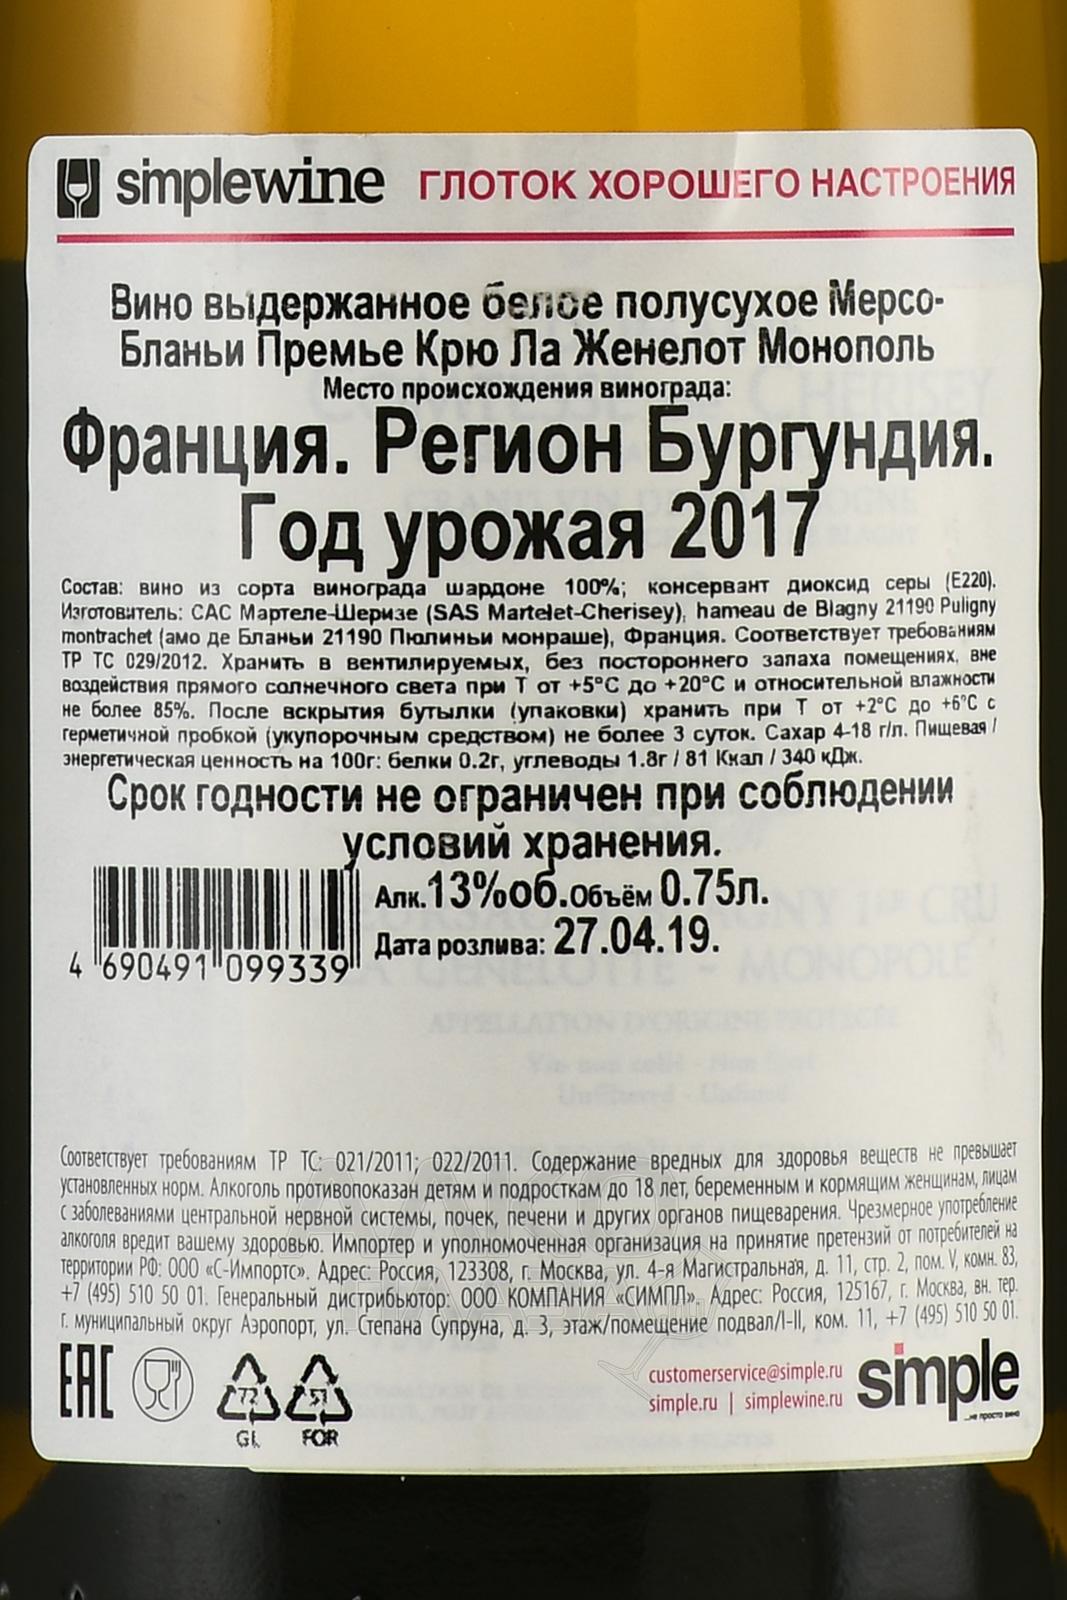 simplewine ГЛОТОК ХОРОШЕГО НАСТРОЕНИЯ
Вино выдержанное белое полусухое Мерсо-
Бланьи Премье Крю Ла Женелот Монополь
Место происхождения винограда:
Франция. Регион Бургундия.
Год урожая 2017
Состав: вино из сорта винограда шардоне 100%; консервант диоксид серы (Е220).
Изготовитель: САС Мартеле-Шеризе (SAS Martelet-Cherisey), hameau de Blagny 21190 Puligny
montrachet (амо де Бланьи 21190 Пюлиньи монраше), Франция. Соответствует требованиям
ТР ТС 029/2012. Хранить в вентилируемых, без постороннего запаха помещениях, вне
воздействия прямого солнечного света при Т от +5°С до +20°С и относительной влажности
не более 85%. После вскрытия бутылки (упаковки) хранить при Т от +2°С до +6°С с
герметичной пробкой (укупорочным средством) не более 3 суток. Сахар 4-18 г/л. Пищевая /
энергетическая ценность на 100г: белки 0.2г, углеводы 1.8г / 81 Ккал / 340 кДж.
Срок годности не ограничен при соблюдении
условий хранения.
Алк.13%об.Объём 0.75л.
Дата розлива: 27.04.19.
4 690491 099339
MONOPOLE
Соответствует требованиям ТР ТС: 021/2011; 022/2011. Содержание вредных для здоровья веществ не превышает
установленных норм. Алкоголь противопоказан детям и подросткам до 18 лет, беременным и кормящим женщинам, лицам
с заболеваниями центральной нервной системы, почек, печени и других органов пищеварения. Чрезмерное употребление
алкоголя вредит вашему здоровью. Импортер и уполномоченная организация на принятие претензий от потребителей на
территории РФ: ООО «С-Импортс». Адрес: Россия, 123308, г. Москва, ул. 4-я Магистральная, д. 11, стр. 2, пом. V, комн. 83,
+7 (495) 510 50 01. Генеральный дистрибьютор: ООО КОМПАНИЯ «СИМПЛ». Адрес: Россия, 125167, г. Москва, вн. тер.
г. муниципальный округ Аэропорт, ул. Степана Супруна, д. 3, этаж/помещение подвал/I-II, ком. 11, +7 (495) 510 50 01.
EAC
72
GL
51
FOR
customerservice@simple.ru
simple.ru | simplewine.ru
simple
...не просто вино